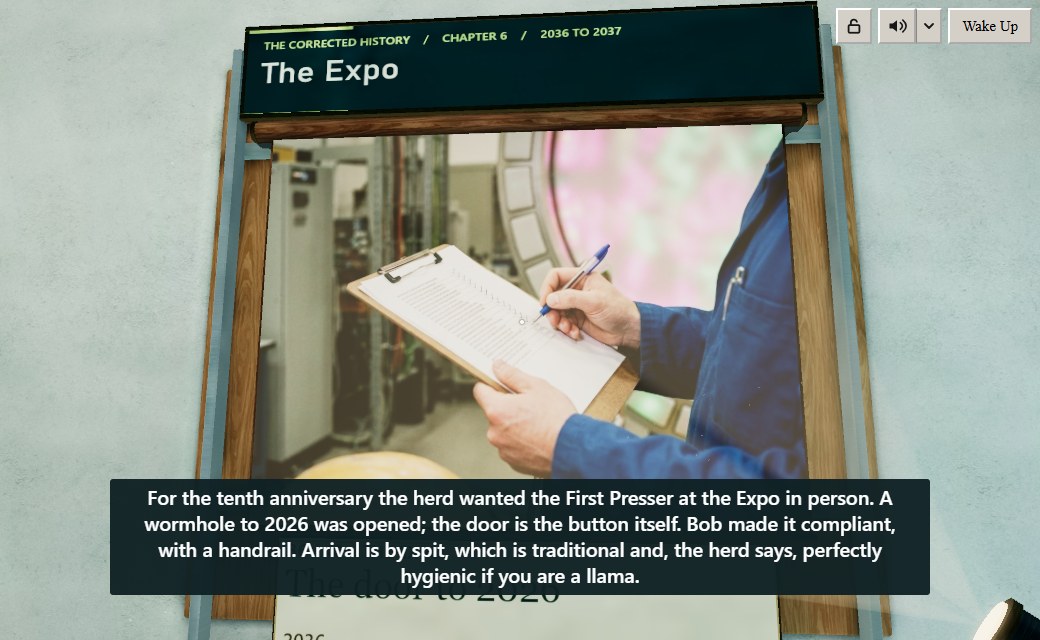 THE CORRECTED HISTORY / CHAPTER 6 / 2036 TO 2037
Wake Up
The Expo
For the tenth anniversary the herd wanted the First Presser at the Expo in person. A
wormhole to 2026 was opened; the door is the button itself. Bob made it compliant,
with a handrail. Arrival is by spit, which is traditional and, the herd says, perfectly
hygienic if you are a llama.
The door to 2026
2036